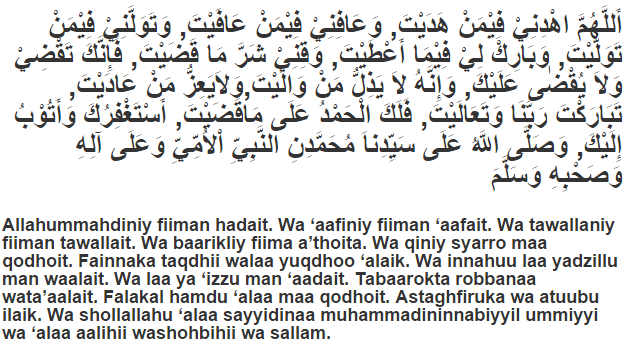 أَللَّهُمَّ اهْدِنِيْ فِيْمَنْ هَدَيْتَ, وَعَافِنِيْ فِيْمَنْ عَافَيْتَ, وَتَوَلَّنِيْ فِيْمَنْ
تَوَلَّيْتَ, وَبَارِكْ لِيْ فِيْمَا أَعْطَيْتَ, وَقِنِيْ شَرَّ مَا قَضَيْتَ, فَإِنَّكَ تَقْضِيْ
وَلاَ يُقْضٰى عَلَيْكَ, وَإِنَّهُ لاَ يَذِلُّ مَنْ وَالَيْتَ,وَلاَيَعِزُّ مَنْ عَادَيْتَ,
تَبَارَكْتَ رَبَّنَا وَتَعَالَيْتَ, فَلَكَ الْحَمْدُ عَلَى مَاقَضَيْتَ, أَسْتَغْفِرُكَ وَأَتُوْبُ
إِلَيْكَ, وَصَلَّى اللهُ عَلَى سَيِّدِنَا مُحَمَّدِنِ النَّبِيِّ الْأُمِّيِّ وَعَلَى آلِهِ
وَصَحْبِهِ وَسَلَّمَ
Allahummahdiniy fiiman hadait. Wa ‘aafiniy fiiman ‘aafait. Wa tawallaniy
fiiman tawallait. Wa baarikliy fiima a’thoita. Wa qiniy syarro maa
qodhoit. Fainnaka taqdhii walaa yuqdhoo ‘alaik. Wa innahuu laa yadzillu
man waalait. Wa laa ya ‘izzu man ‘aadait. Tabaarokta robbanaa
wata’aalait. Falakal hamdu ‘alaa maa qodhoit. Astaghfiruka wa atuubu
ilaik. Wa shollallahu ‘alaa sayyidinaa muhammadininnabiyyil ummiyyi
wa ‘alaa aalihii washohbihii wa sallam.